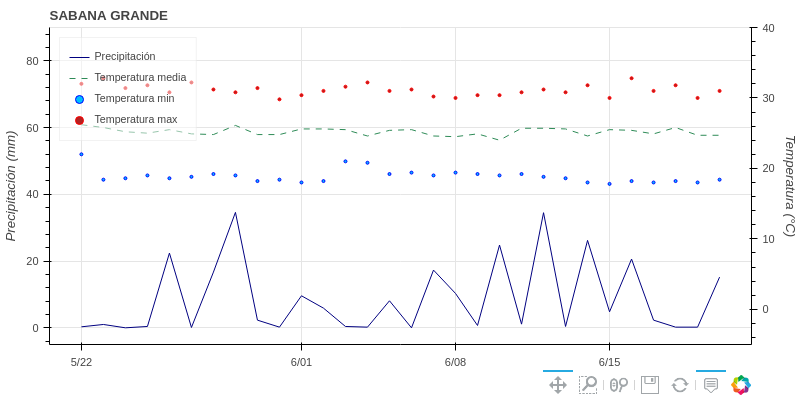 SABANA GRANDE
Precipitación
Temperatura media
Temperatura min
Temperatura max
Precipitación (mm)
80
60
40
20
0
Temperatura (°C)
40
30
20
10
0
5/22 6/01 6/08 6/15